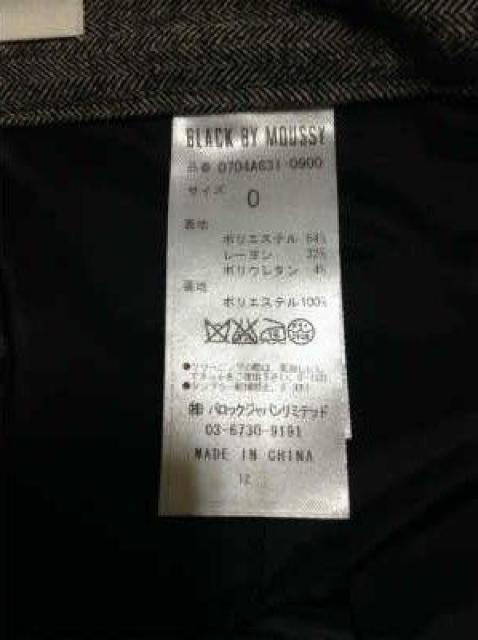 BLACK BY MOUSSY
品番 0704A631-0900
サイズ
0
表地
ポリエステル 64%
レーヨン 32%
ポリウレタン 4%
裏地
ポリエステル100%
㈱バロックジャパンリミテッド
03-6730-9191
MADE IN CHINA
12